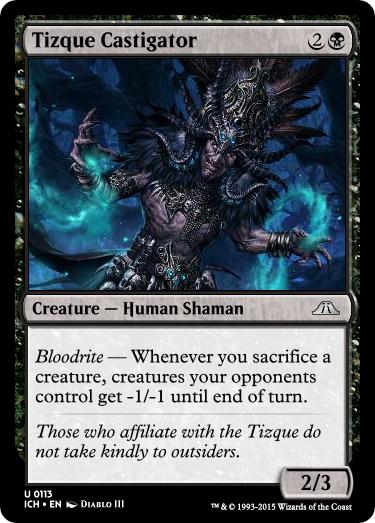 Tizque Castigator 2
Creature — Human Shaman
Bloodrite — Whenever you sacrifice a
creature, creatures your opponents
control get -1/-1 until end of turn.
Those who affiliate with the Tizque do
not take kindly to outsiders.
2/3
U 0113
ICH • EN Diablo III
™ & © 1993-2015 Wizards of the Coast